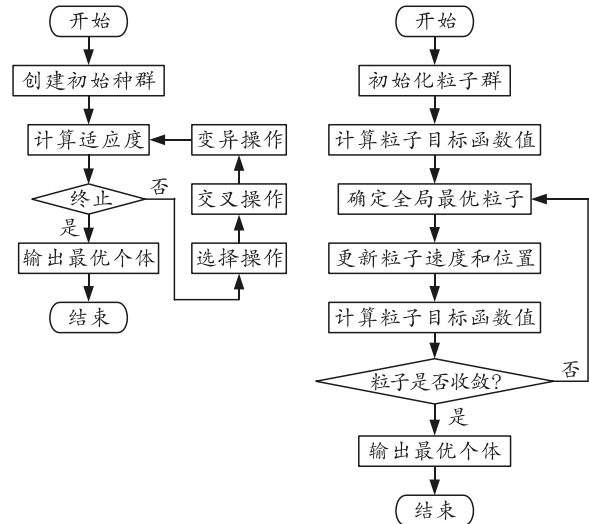 开始
创建初始种群
计算适应度
变异操作
终止
否
交叉操作
是
输出最优个体
选择操作
结束
开始
初始化粒子群
计算粒子目标函数值
确定全局最优粒子
更新粒子速度和位置
计算粒子目标函数值
粒子是否收敛?
否
是
输出最优个体
结束